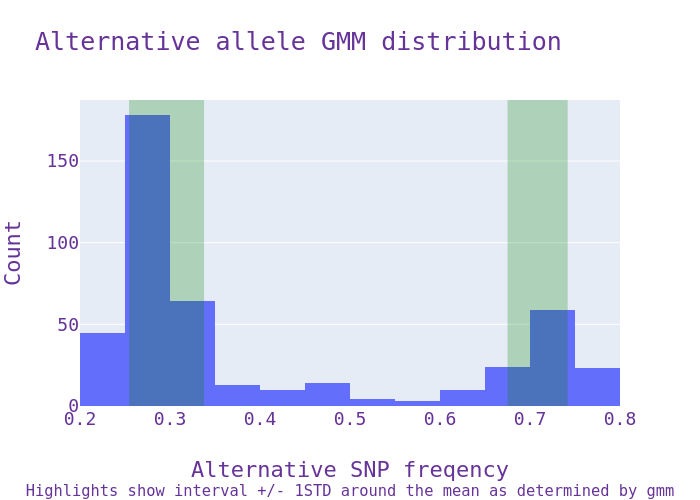 Alternative allele GMM distribution
Count
150
100
50
0
0.2 0.3 0.4 0.5 0.6 0.7 0.8
Alternative SNP freqency
Highlights show interval +/- 1STD around the mean as determined by gmm